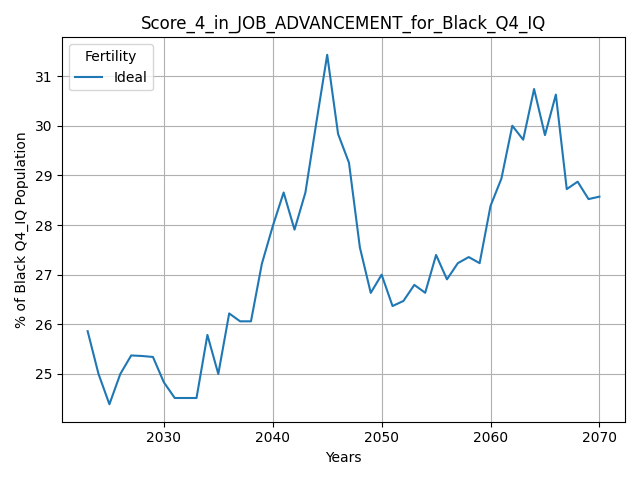 Score_4_in_JOB_ADVANCEMENT_for_Black_Q4_IQ
Fertility
Ideal
31
30
29
28
27
26
25
% of Black Q4_IQ Population
2030 2040 2050 2060 2070
Years